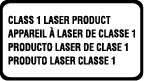 CLASS 1 LASER PRODUCT
APPAREIL À LASER DE CLASSE 1
PRODUCTO LASER DE CLASE 1
PRODUTO LASER CLASSE 1